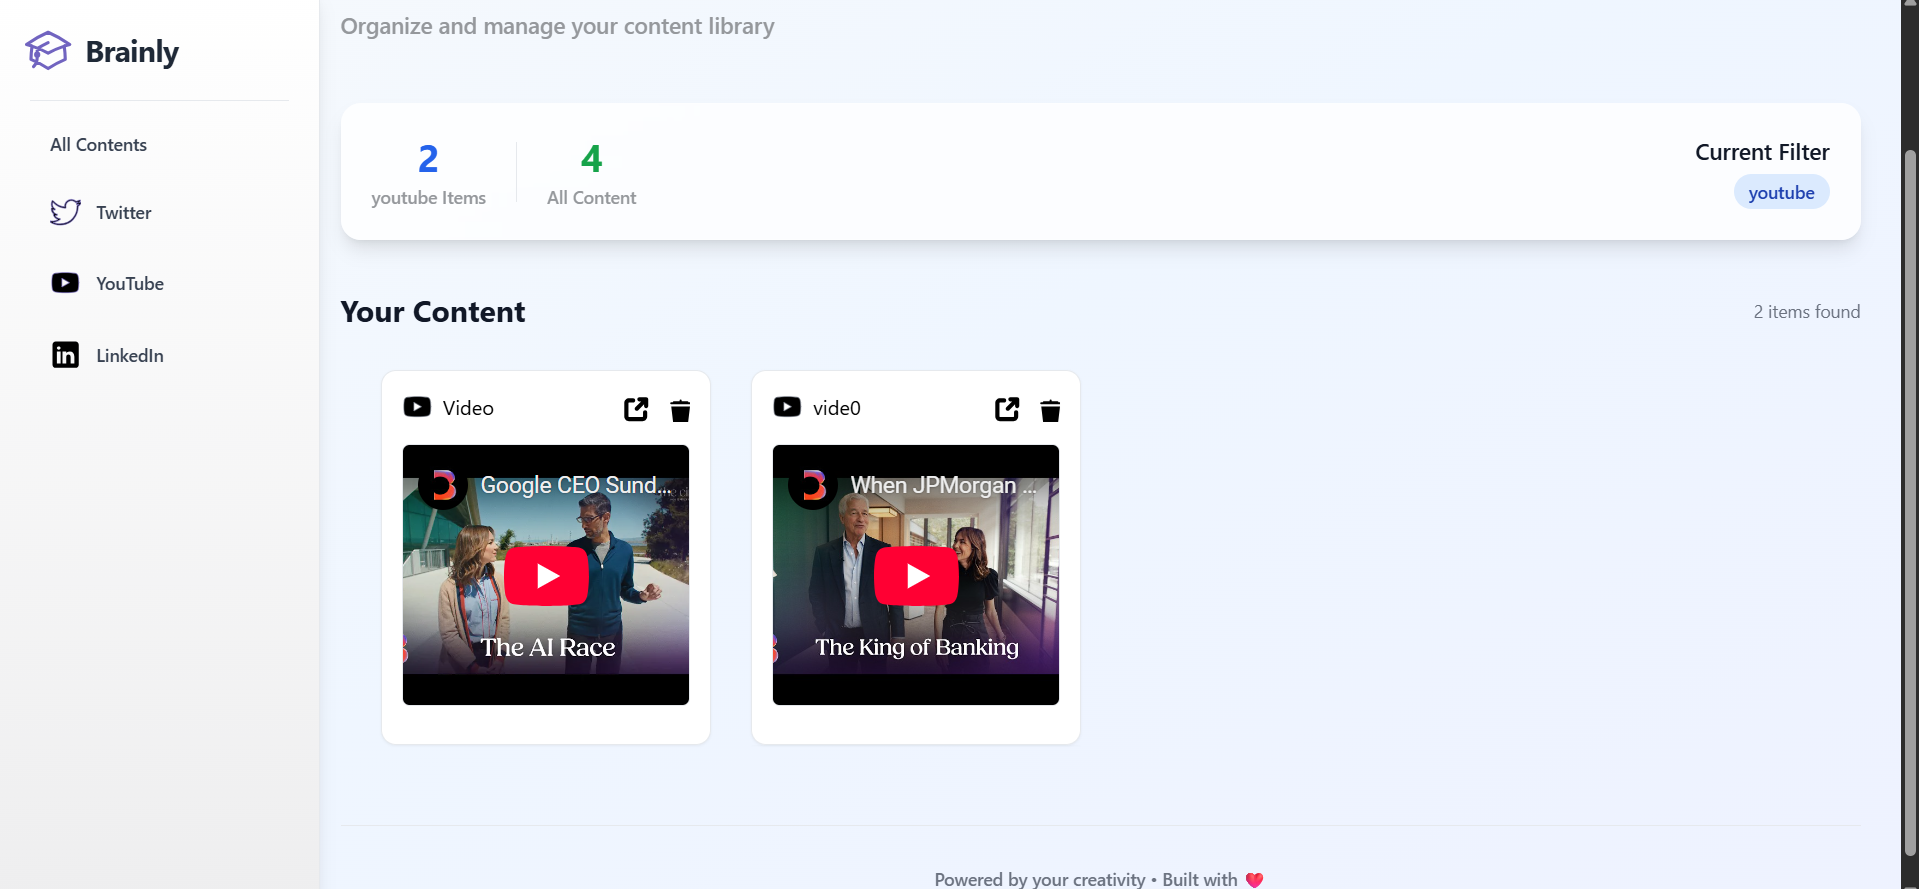 Brainly
All Contents
Twitter
YouTube
LinkedIn
Organize and manage your content library
2
youtube Items
4
All Content
Current Filter
youtube
Your Content
2 items found
Video
Google CEO Sund...
The AI Race
vide0
When JPMorgan ...
The King of Banking
Powered by your creativity • Built with ❤️